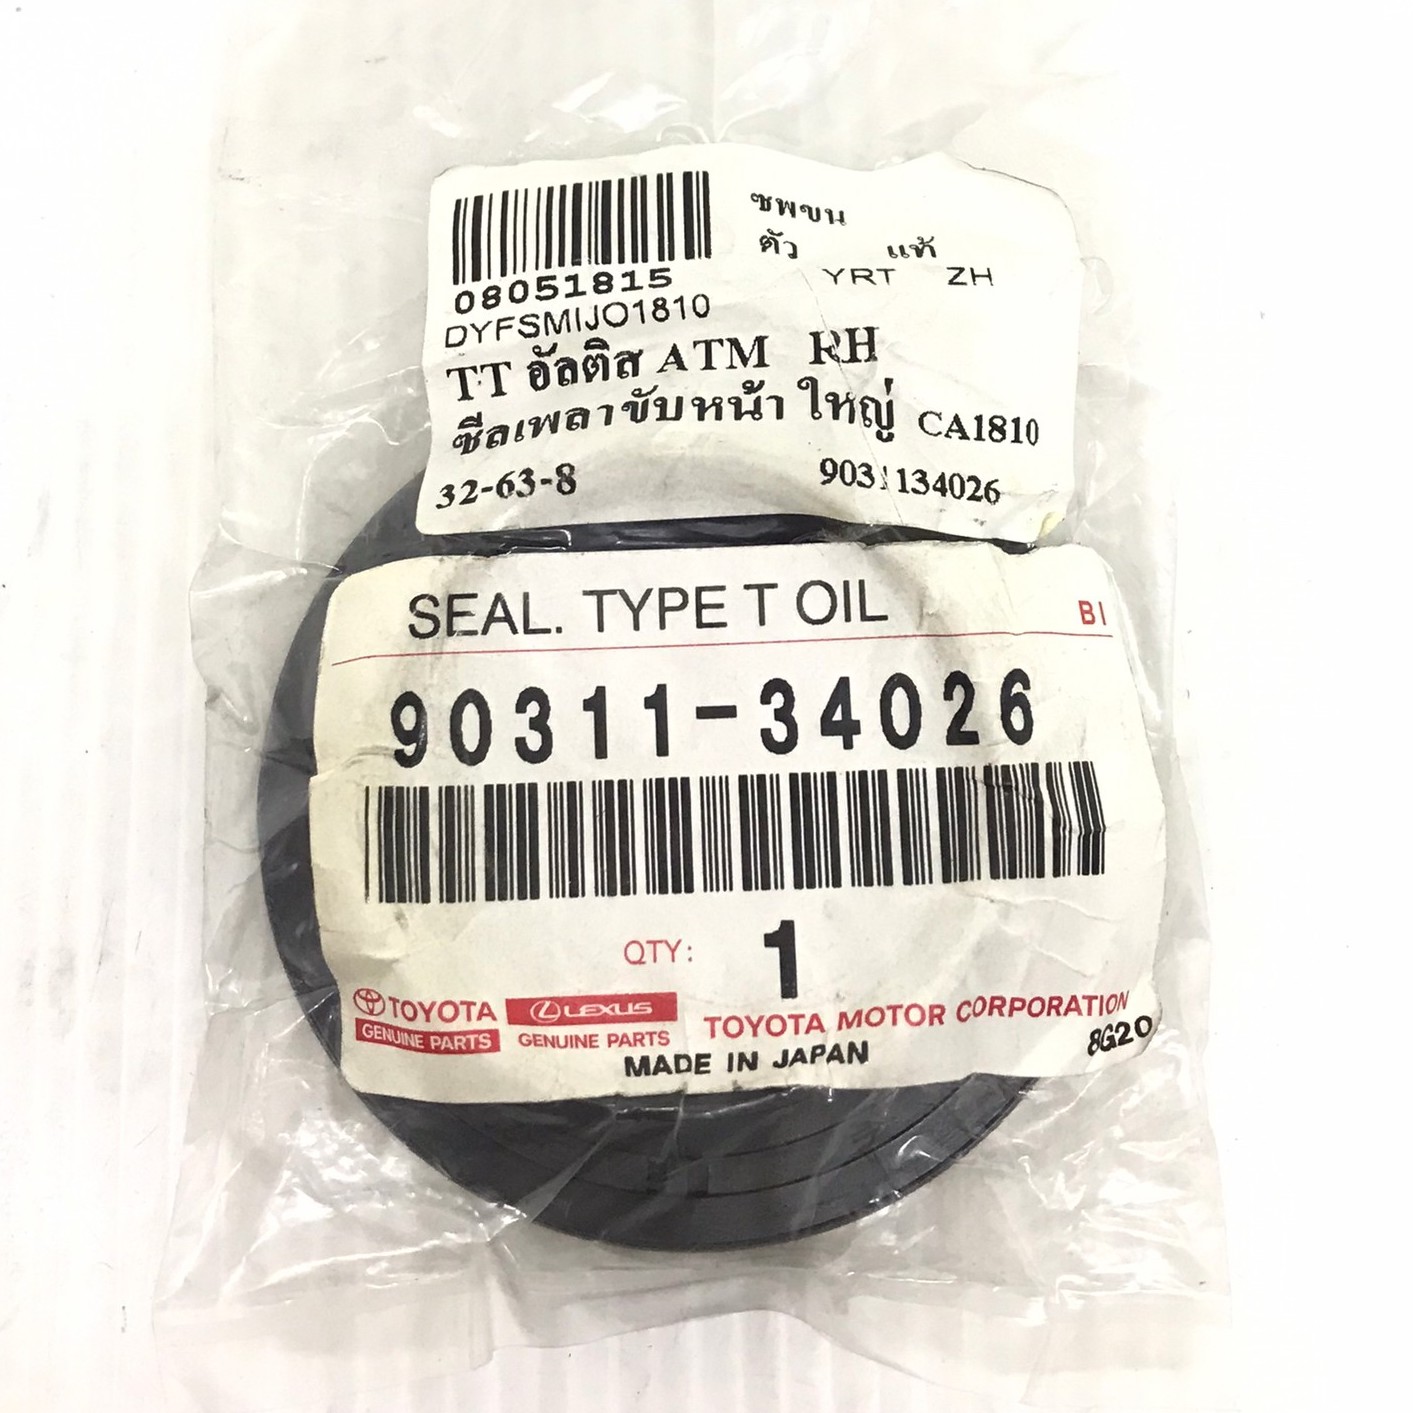 ซพขน
ตัว แท้
YRT ZH
08051815
DYFSMIJO1810
TT อัลติส ATM RH
ซีลเพลาขับหน้า ใหญ่ CA1810
32-63-8 9031134026
SEAL. TYPE T OIL BI
90311-34026
QTY: 1
TOYOTA LEXUS
GENUINE PARTS GENUINE PARTS TOYOTA MOTOR CORPORATION
MADE IN JAPAN 8G20